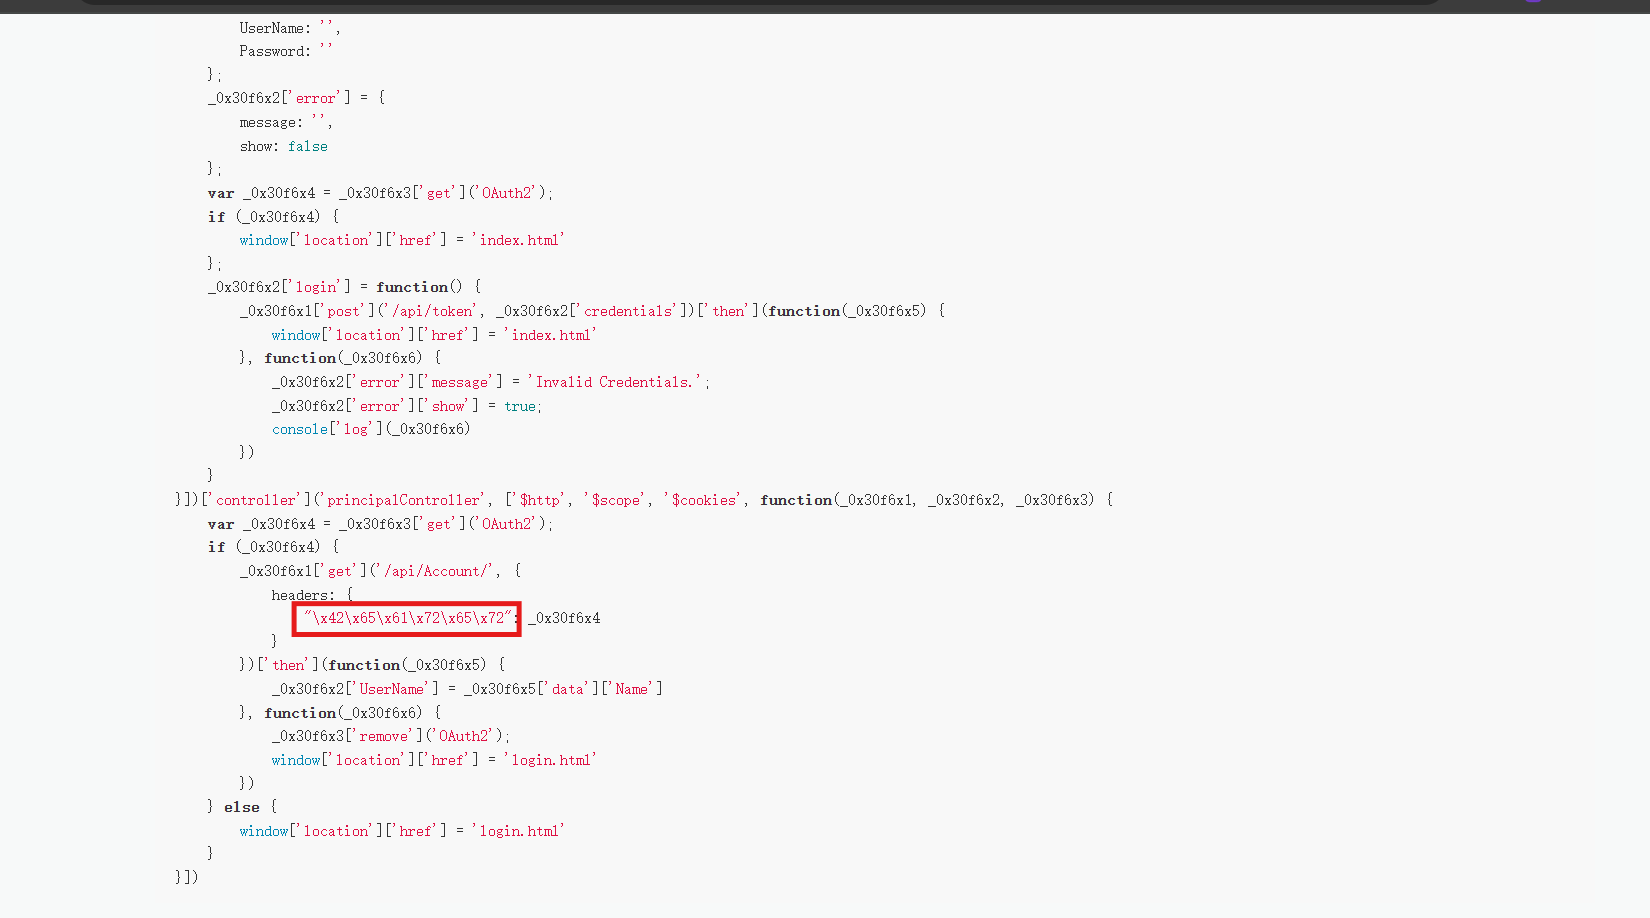 UserName: '',
Password: ''
};
_0x30f6x2['error'] = {
message: '',
show: false
};
var _0x30f6x4 = _0x30f6x3['get']('OAuth2');
if (_0x30f6x4) {
window['location']['href'] = 'index.html'
};
_0x30f6x2['login'] = function() {
_0x30f6x1['post']('/api/token', _0x30f6x2['credentials'])['then'](function(_0x30f6x5) {
window['location']['href'] = 'index.html'
}, function(_0x30f6x6) {
_0x30f6x2['error']['message'] = 'Invalid Credentials.';
_0x30f6x2['error']['show'] = true;
console['log'](_0x30f6x6)
})
}
}])['controller']('principalController', ['$http', '$scope', '$cookies', function(_0x30f6x1, _0x30f6x2, _0x30f6x3) {
var _0x30f6x4 = _0x30f6x3['get']('OAuth2');
if (_0x30f6x4) {
_0x30f6x1['get']('/api/Account/', {
headers: {
"\x42\x65\x61\x72\x65\x72": _0x30f6x4
}
})['then'](function(_0x30f6x5) {
_0x30f6x2['UserName'] = _0x30f6x5['data']['Name']
}, function(_0x30f6x6) {
_0x30f6x3['remove']('OAuth2');
window['location']['href'] = 'login.html'
})
} else {
window['location']['href'] = 'login.html'
}
}])